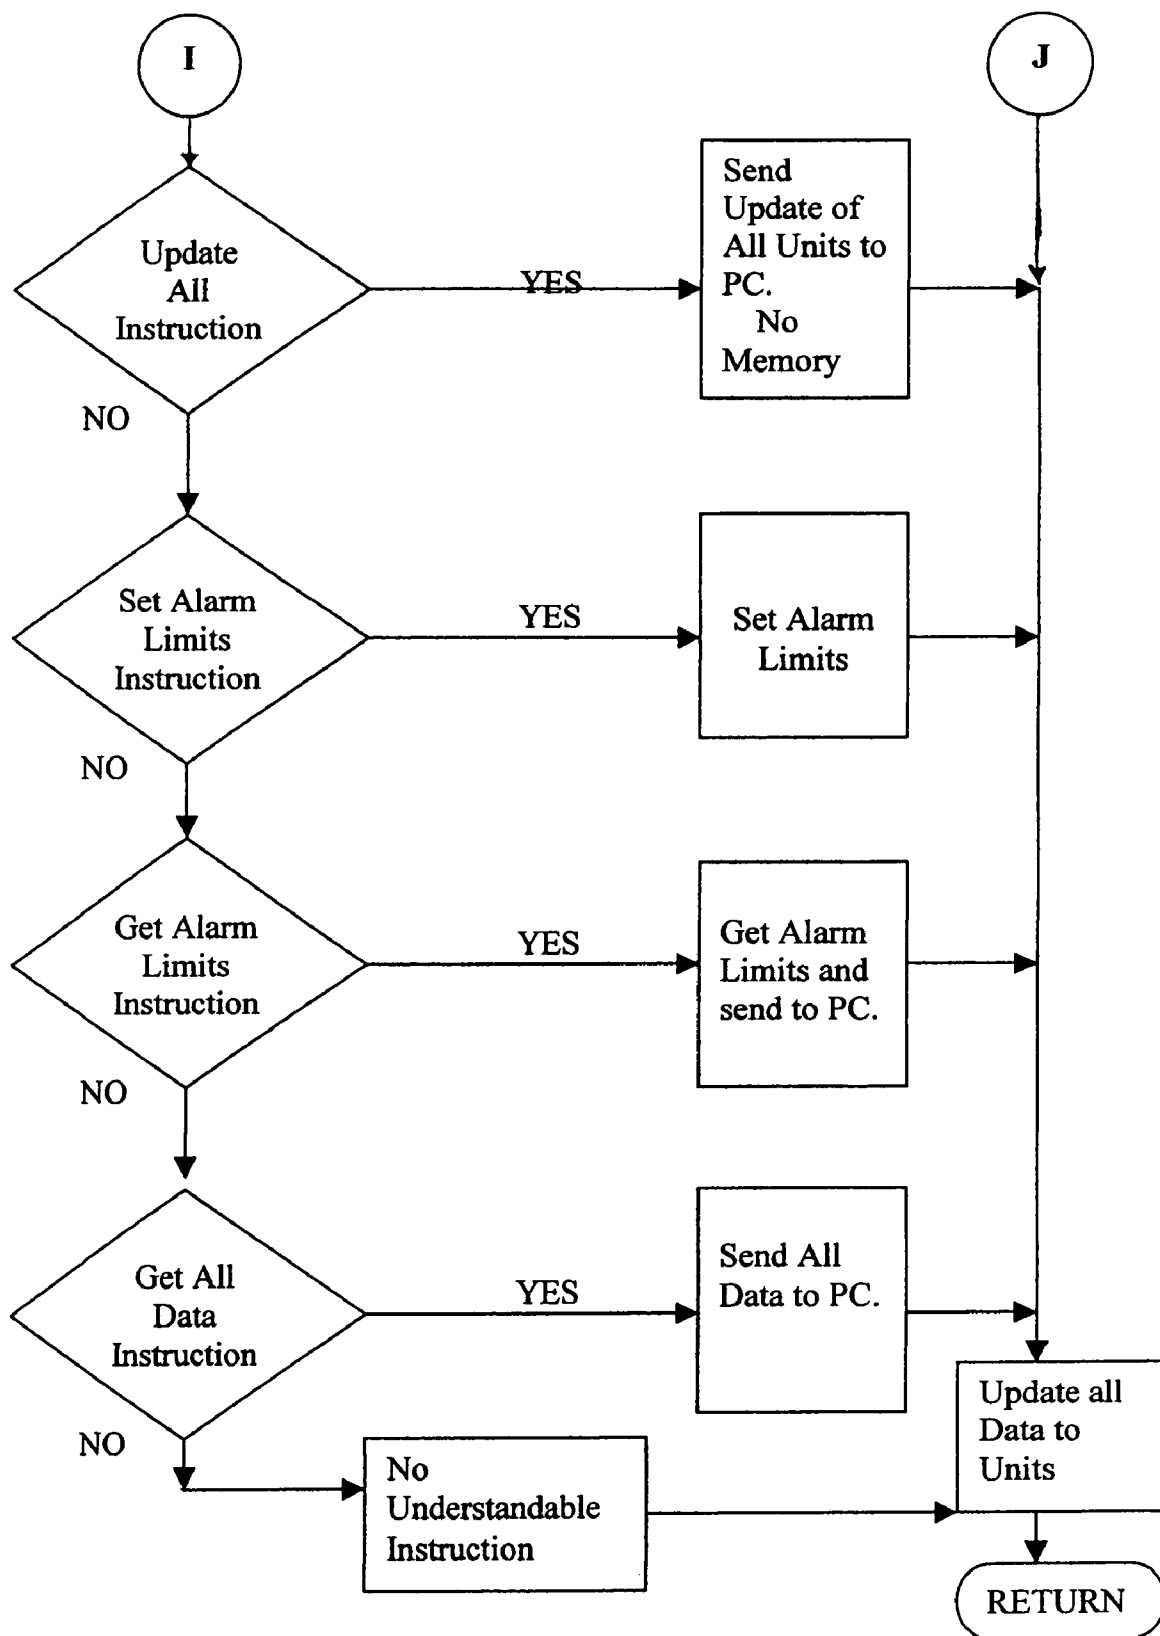 I
J
Update
All
Instruction
YES
Send
Update of
All Units to
PC.
No
Memory
NO
Set Alarm
Limits
Instruction
YES
Set Alarm
Limits
NO
Get Alarm
Limits
Instruction
YES
Get Alarm
Limits and
send to PC.
NO
Get All
Data
Instruction
YES
Send All
Data to PC.
NO
No
Understandable
Instruction
Update all
Data to
Units
RETURN